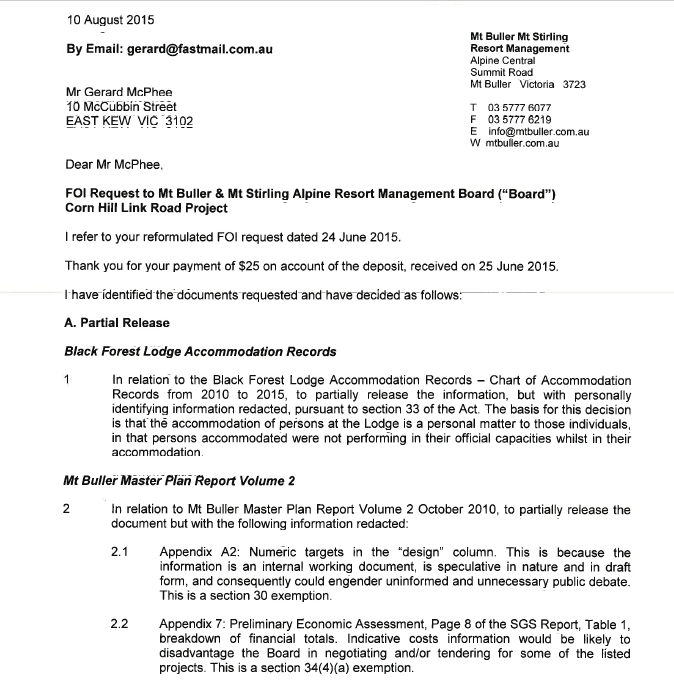 10 August 2015
By Email: gerard@fastmail.com.au
Mt Buller Mt Stirling
Resort Management
Alpine Central
Summit Road
Mt Buller Victoria 3723
T 03 5777 6077
F 03 5777 6219
E info@mtbuller.com.au
W mtbuller.com.au
Mr Gerard McPhee
10 McCubbin Street
EAST KEW VIC 3102
Dear Mr McPhee,
FOI Request to Mt Buller & Mt Stirling Alpine Resort Management Board ("Board")
Corn Hill Link Road Project
I refer to your reformulated FOI request dated 24 June 2015.
Thank you for your payment of $25 on account of the deposit, received on 25 June 2015.
I have identified the documents requested and have decided as follows:
A. Partial Release
Black Forest Lodge Accommodation Records
1 In relation to the Black Forest Lodge Accommodation Records – Chart of Accommodation
Records from 2010 to 2015, to partially release the information, but with personally
identifying information redacted, pursuant to section 33 of the Act. The basis for this decision
is that the accommodation of persons at the Lodge is a personal matter to those individuals,
in that persons accommodated were not performing in their official capacities whilst in their
accommodation.
Mt Buller Master Plan Report Volume 2
2 In relation to Mt Buller Master Plan Report Volume 2 October 2010, to partially release the
document but with the following information redacted:
2.1 Appendix A2: Numeric targets in the "design" column. This is because the
information is an internal working document, is speculative in nature and in draft
form, and consequently could engender uninformed and unnecessary public debate.
This is a section 30 exemption.
2.2 Appendix 7: Preliminary Economic Assessment, Page 8 of the SGS Report, Table 1,
breakdown of financial totals. Indicative costs information would be likely to
disadvantage the Board in negotiating and/or tendering for some of the listed
projects. This is a section 34(4)(a) exemption.